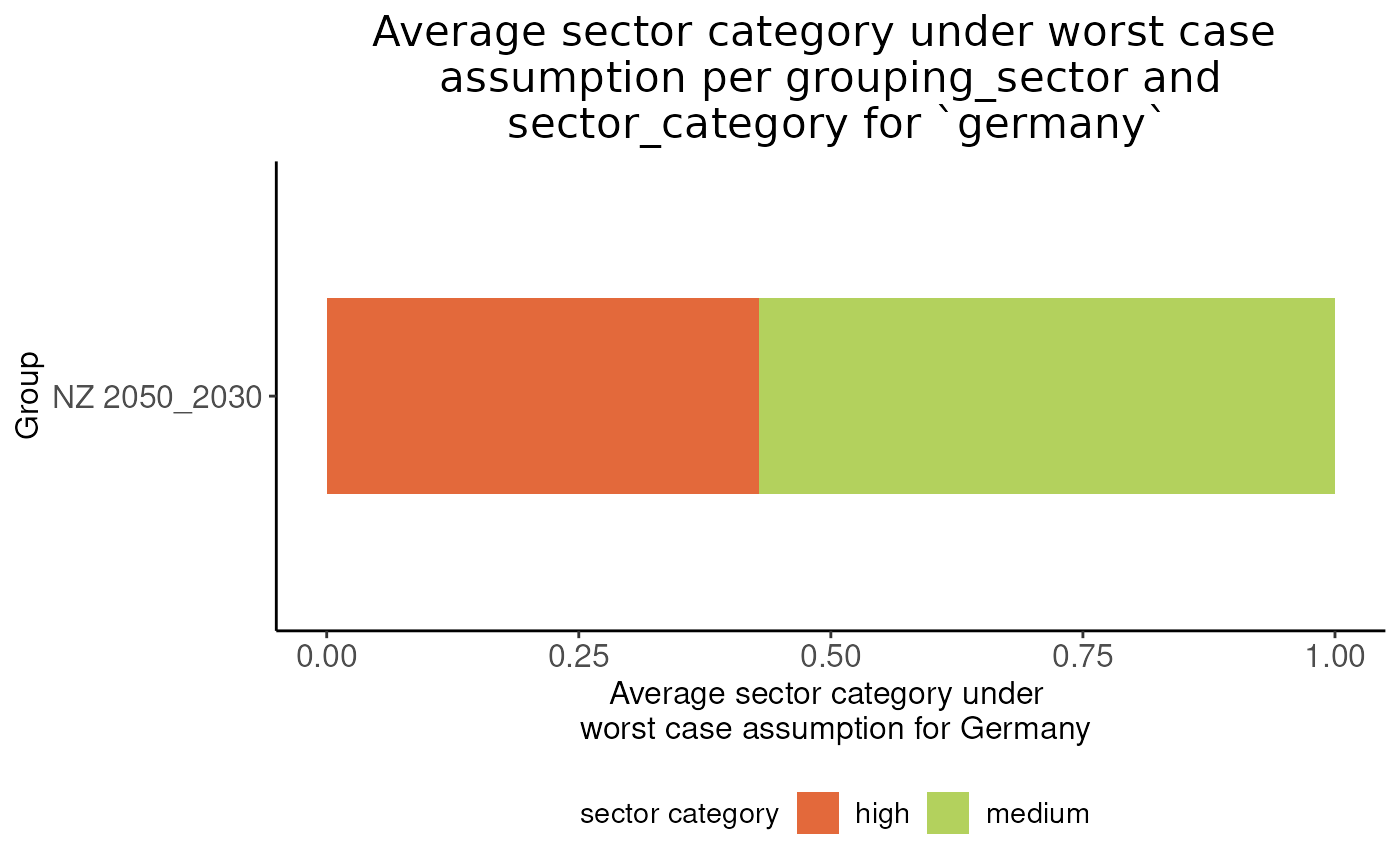 Average sector category under worst case
assumption per grouping_sector and
sector_category for `germany`
Group
NZ 2050_2030
0.00 0.25 0.50 0.75 1.00
Average sector category under
worst case assumption for Germany
sector category high medium